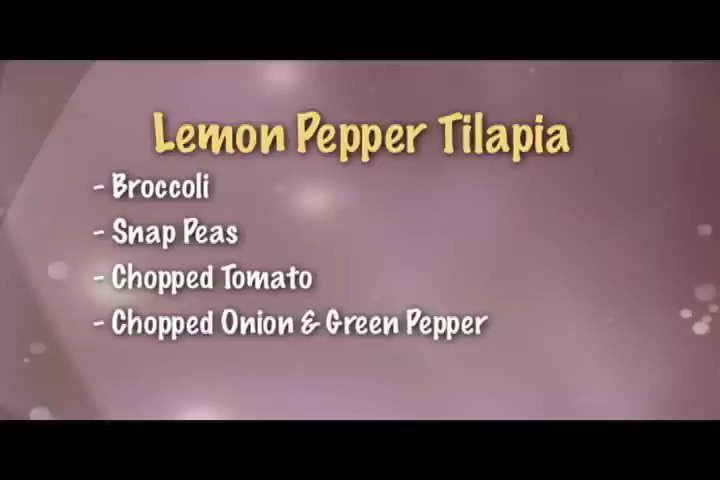 Lemon Pepper Tilapia
- Broccoli
- Snap Peas
- Chopped Tomato
- Chopped Onion & Green Pepper